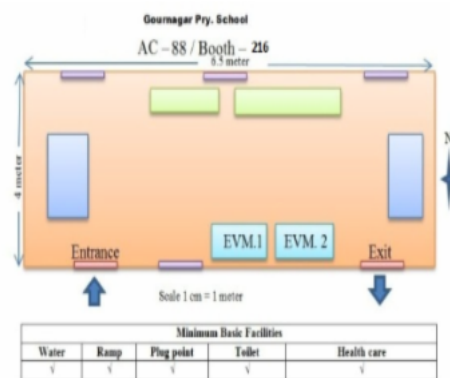 Gournagar Pry. School
AC – 88 / Booth – 216
6.5 meter
4 meter
N
EVM.1 EVM. 2
Entrance Exit
Scale 1 cm = 1 meter
Minimum Basic Facilities
Water Ramp Plug point Toilet Health care
√ √ √ √ √